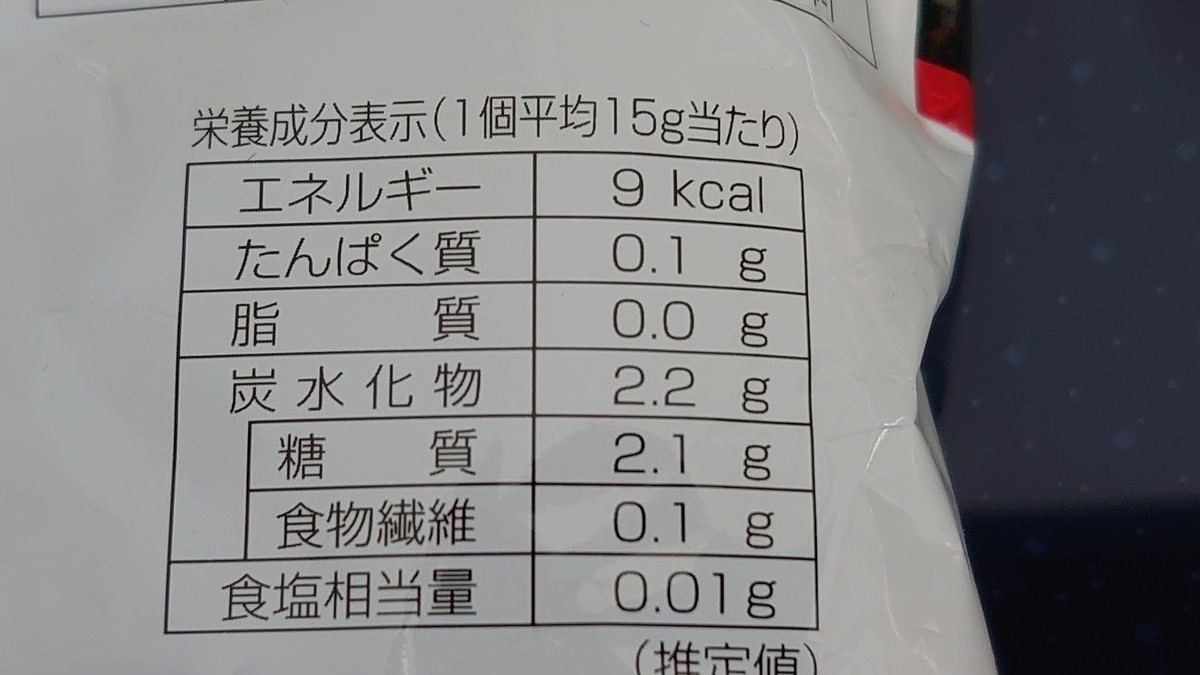 栄養成分表示(1個平均15g当たり)
エネルギー 9 kcal
たんぱく質 0.1 g
脂質 0.0 g
炭水化物 2.2 g
糖質 2.1 g
食物繊維 0.1 g
食塩相当量 0.01g
(推定値)